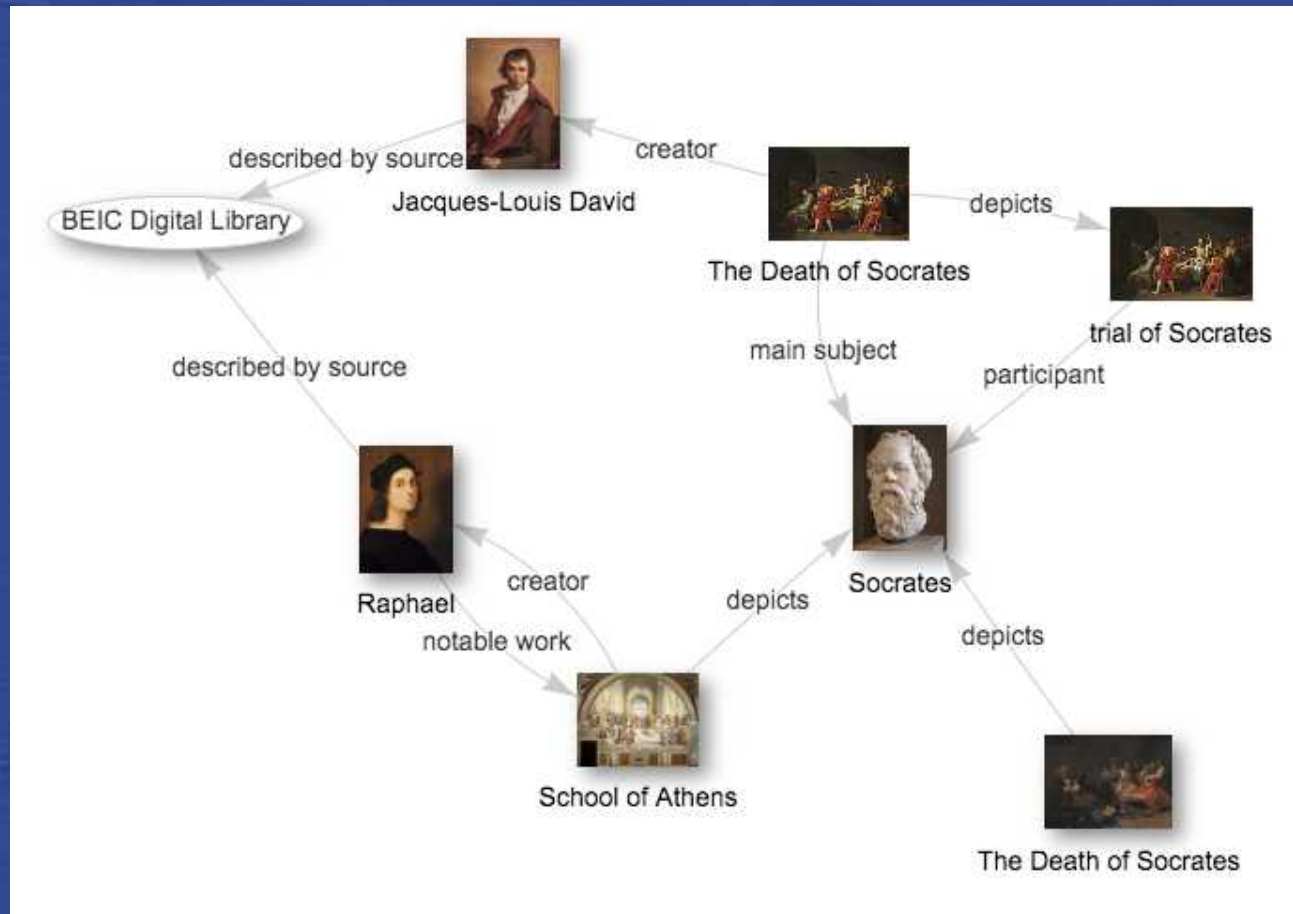 described by source
creator
BEIC Digital Library
Jacques-Louis David
depicts
The Death of Socrates
trial of Socrates
main subject
described by source
participant
creator
Raphael
depicts
Socrates
notable work
depicts
School of Athens
The Death of Socrates